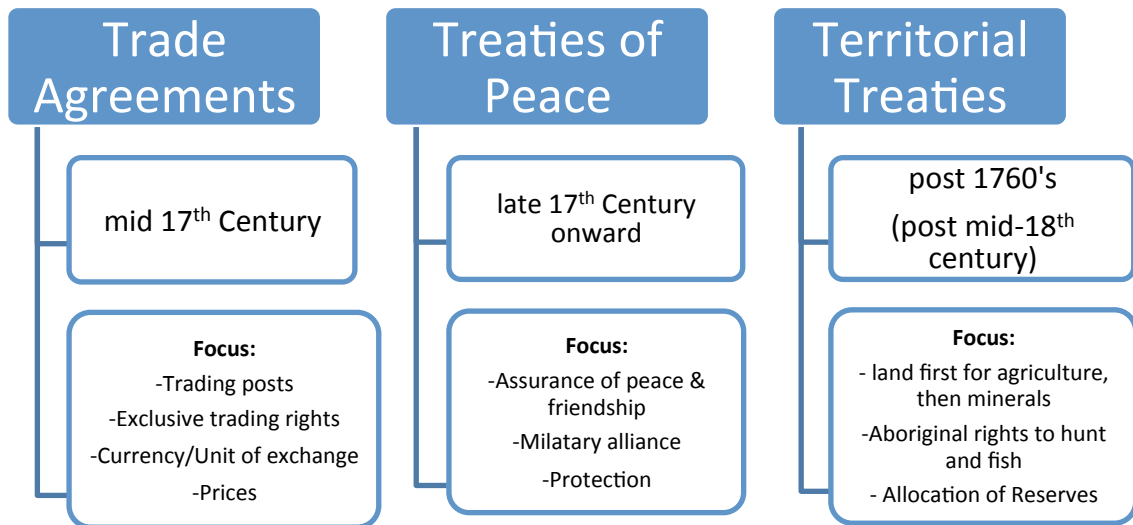 Trade
Agreements
mid 17th Century
Focus:
-Trading posts
-Exclusive trading rights
-Currency/Unit of exchange
-Prices
Treaties of
Peace
late 17th Century
onward
Focus:
-Assurance of peace &
friendship
-Milatary alliance
-Protection
Territorial
Treaties
post 1760's
(post mid-18th
century)
Focus:
- land first for agriculture,
then minerals
-Aboriginal rights to hunt
and fish
- Allocation of Reserves